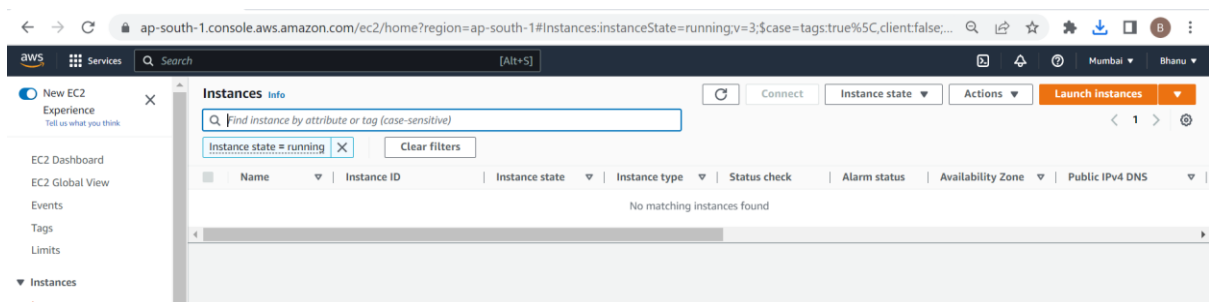 ap-south-1.console.aws.amazon.com/ec2/home?region=ap-south-1#Instances:instanceState=running;v=3;$case=tags:true%5C,client:false;...
B
aws Services Search [Alt+S] Mumbai Bhanu
New EC2
Experience
Tell us what you think
EC2 Dashboard
EC2 Global View
Events
Tags
Limits
Instances
Instances Info
Connect Instance state Actions Launch instances
Find instance by attribute or tag (case-sensitive)
1
Instance state = running Clear filters
Name Instance ID Instance state Instance type Status check Alarm status Availability Zone Public IPv4 DNS
No matching instances found